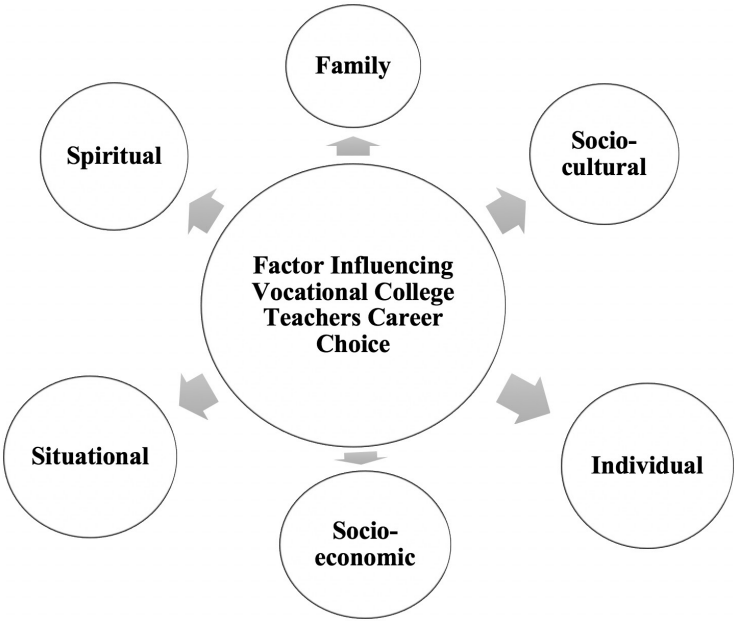 Family
Spiritual
Socio-
cultural
Factor Influencing
Vocational College
Teachers Career
Choice
Situational
Individual
Socio-
economic